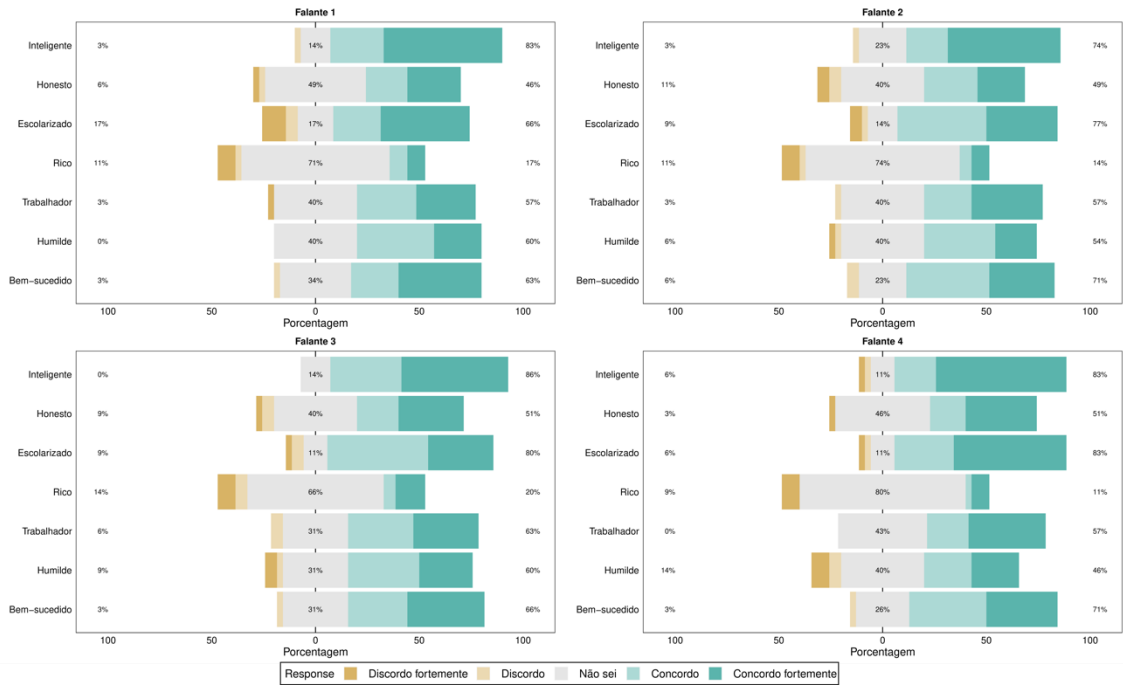 Falante 1
Inteligente 3% 14% 83%
Honesto 6% 49% 46%
Escolarizado 17% 17% 66%
Rico 11% 71% 17%
Trabalhador 3% 40% 57%
Humilde 0% 40% 60%
Bem−sucedido 3% 34% 63%
100 50 0 50 100
Porcentagem
Falante 2
Inteligente 3% 23% 74%
Honesto 11% 40% 49%
Escolarizado 9% 14% 77%
Rico 11% 74% 14%
Trabalhador 3% 40% 57%
Humilde 6% 40% 54%
Bem−sucedido 6% 23% 71%
100 50 0 50 100
Porcentagem
Falante 3
Inteligente 0% 14% 86%
Honesto 9% 40% 51%
Escolarizado 9% 11% 80%
Rico 14% 66% 20%
Trabalhador 6% 31% 63%
Humilde 9% 31% 60%
Bem−sucedido 3% 31% 66%
100 50 0 50 100
Porcentagem
Falante 4
Inteligente 6% 11% 83%
Honesto 3% 46% 51%
Escolarizado 6% 11% 83%
Rico 9% 80% 11%
Trabalhador 0% 43% 57%
Humilde 14% 40% 46%
Bem−sucedido 3% 26% 71%
100 50 0 50 100
Porcentagem
Response Discordo fortemente Discordo Não sei Concordo Concordo fortemente